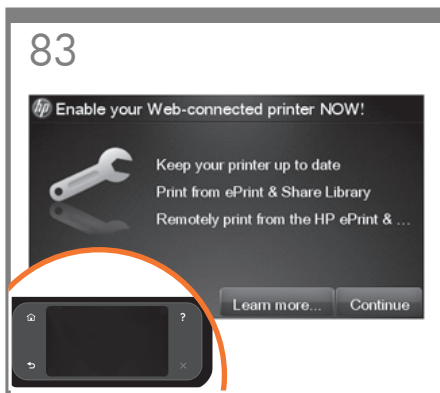 83
hp Enable your Web-connected printer NOW!
Keep your printer up to date
Print from ePrint & Share Library
Remotely print from the HP ePrint & ...
Learn more... Continue
?